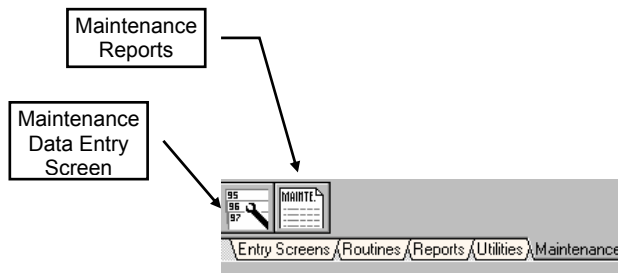 Maintenance
Reports
Maintenance
Data Entry
Screen
95
96
97
MAINTE.
Entry Screens Routines Reports Utilities Maintenance